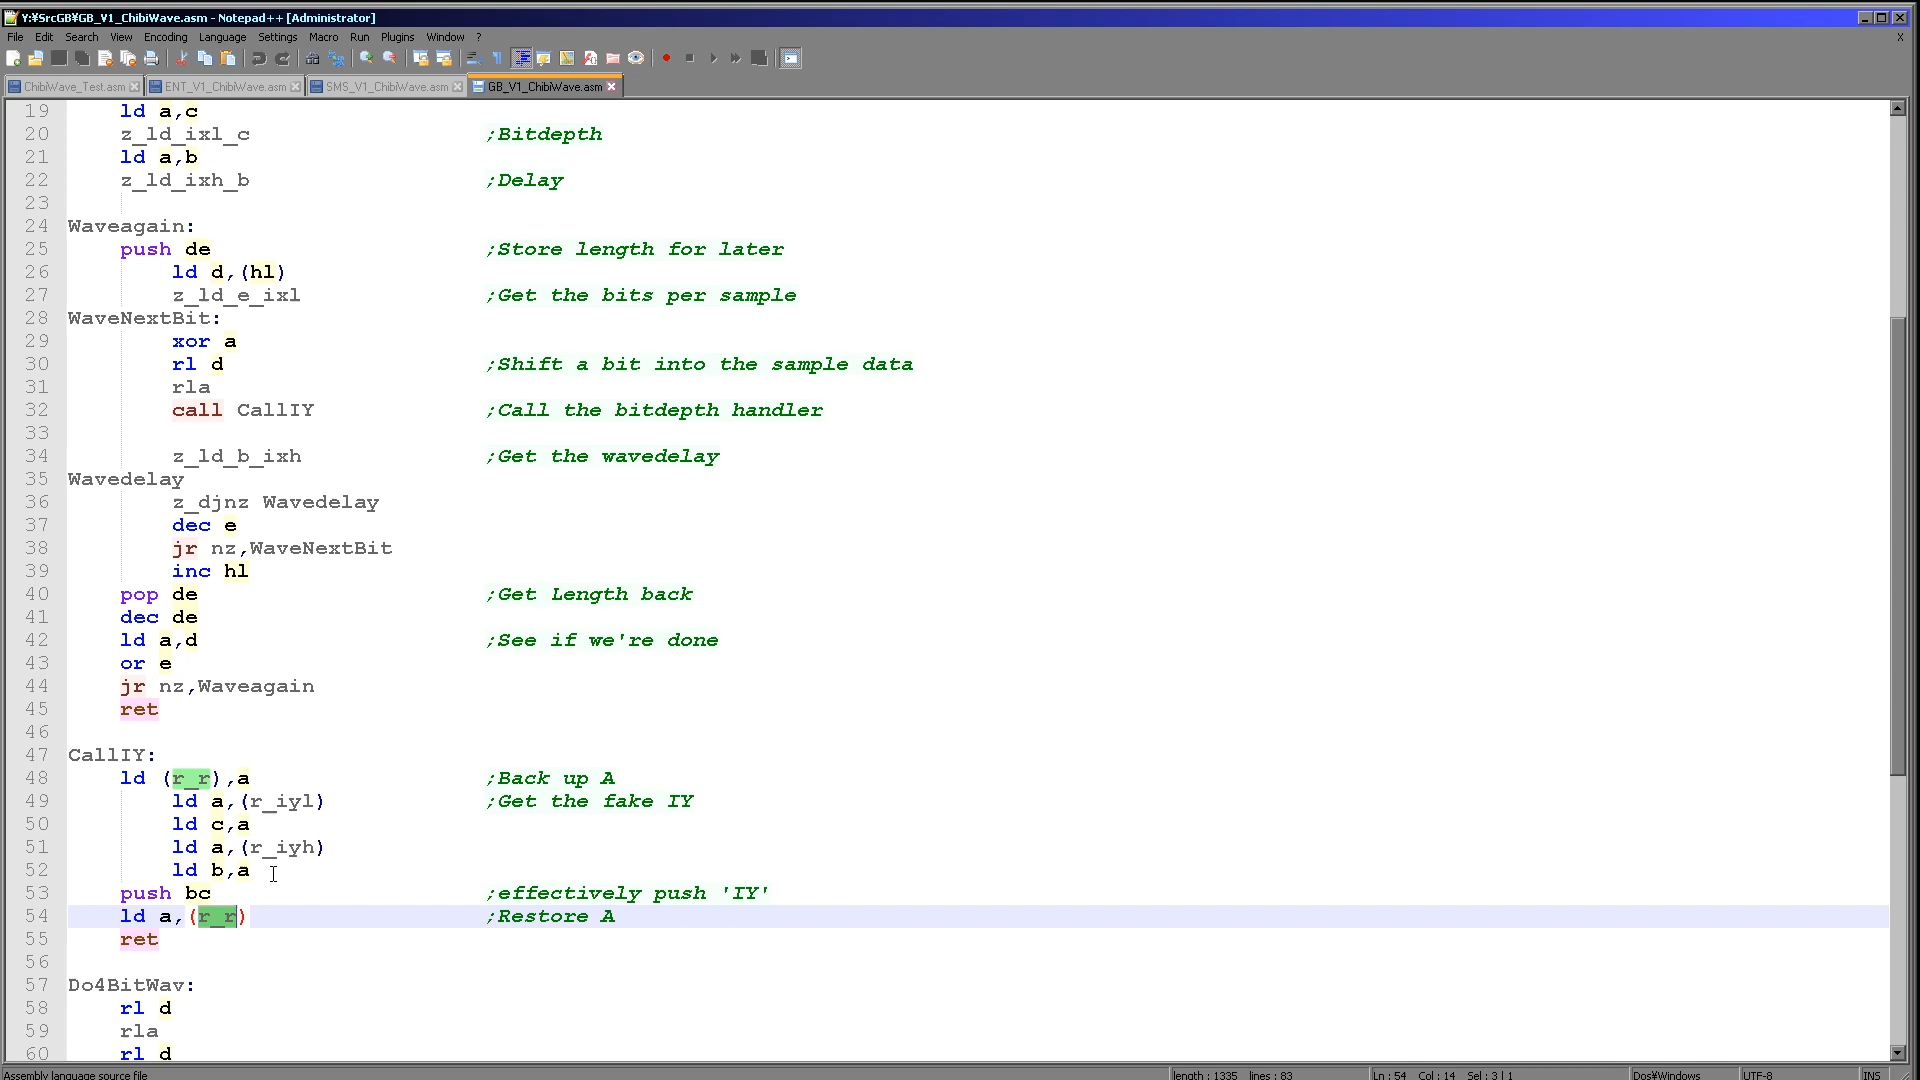 Y:¥SrcGB¥GB_V1_ChibiWave.asm - Notepad++ [Administrator]
File Edit Search View Encoding Language Settings Macro Run Plugins Window ? X
ChibiWave_Test.asm ENT_V1_ChibiWave.asm SMS_V1_ChibiWave.asm GB_V1_ChibiWave.asm
19 ld a,c
20 z_ld_ixl_c ;Bitdepth
21 ld a,b
22 z_ld_ixh_b ;Delay
23
24 Waveagain:
25 push de ;Store length for later
26 ld d,(hl)
27 z_ld_e_ixl ;Get the bits per sample
28 WaveNextBit:
29 xor a
30 rl d ;Shift a bit into the sample data
31 rla
32 call CallIY ;Call the bitdepth handler
33
34 z_ld_b_ixh ;Get the wavedelay
35 Wavedelay
36 z_djnz Wavedelay
37 dec e
38 jr nz,WaveNextBit
39 inc hl
40 pop de ;Get Length back
41 dec de
42 ld a,d ;See if we're done
43 or e
44 jr nz,Waveagain
45 ret
46
47 CallIY:
48 ld (r_r),a ;Back up A
49 ld a,(r_iyl) ;Get the fake IY
50 ld c,a
51 ld a,(r_iyh)
52 ld b,a
53 push bc ;effectively push 'IY'
54 ld a,(r_r) ;Restore A
55 ret
56
57 Do4BitWav:
58 rl d
59 rla
60 rl d
Assembly language source file length : 1335 lines : 83 Ln : 54 Col : 14 Sel : 3 | 1 Dos¥Windows UTF-8 INS